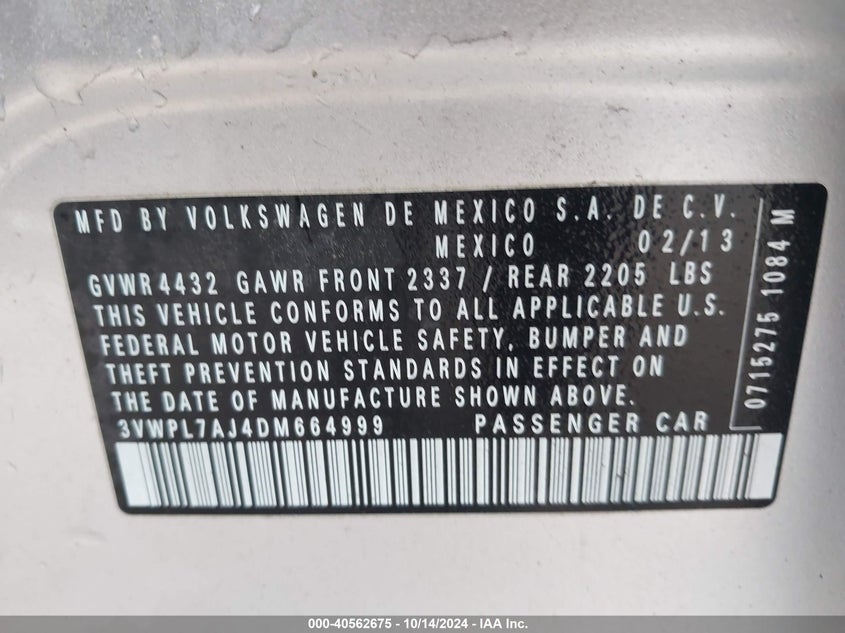 MFD BY VOLKSWAGEN DE MEXICO S.A. DE C.V.
MEXICO 02/13
GVWR 4432 GAWR FRONT 2337 / REAR 2205 LBS
THIS VEHICLE CONFORMS TO ALL APPLICABLE U.S.
FEDERAL MOTOR VEHICLE SAFETY, BUMPER AND
THEFT PREVENTION STANDARDS IN EFFECT ON
THE DATE OF MANUFACTURE SHOWN ABOVE.
3VWPL7AJ4DM664999 PASSENGER CAR
0715275 1084 M
000-40562675 - 10/14/2024 - IAA Inc.